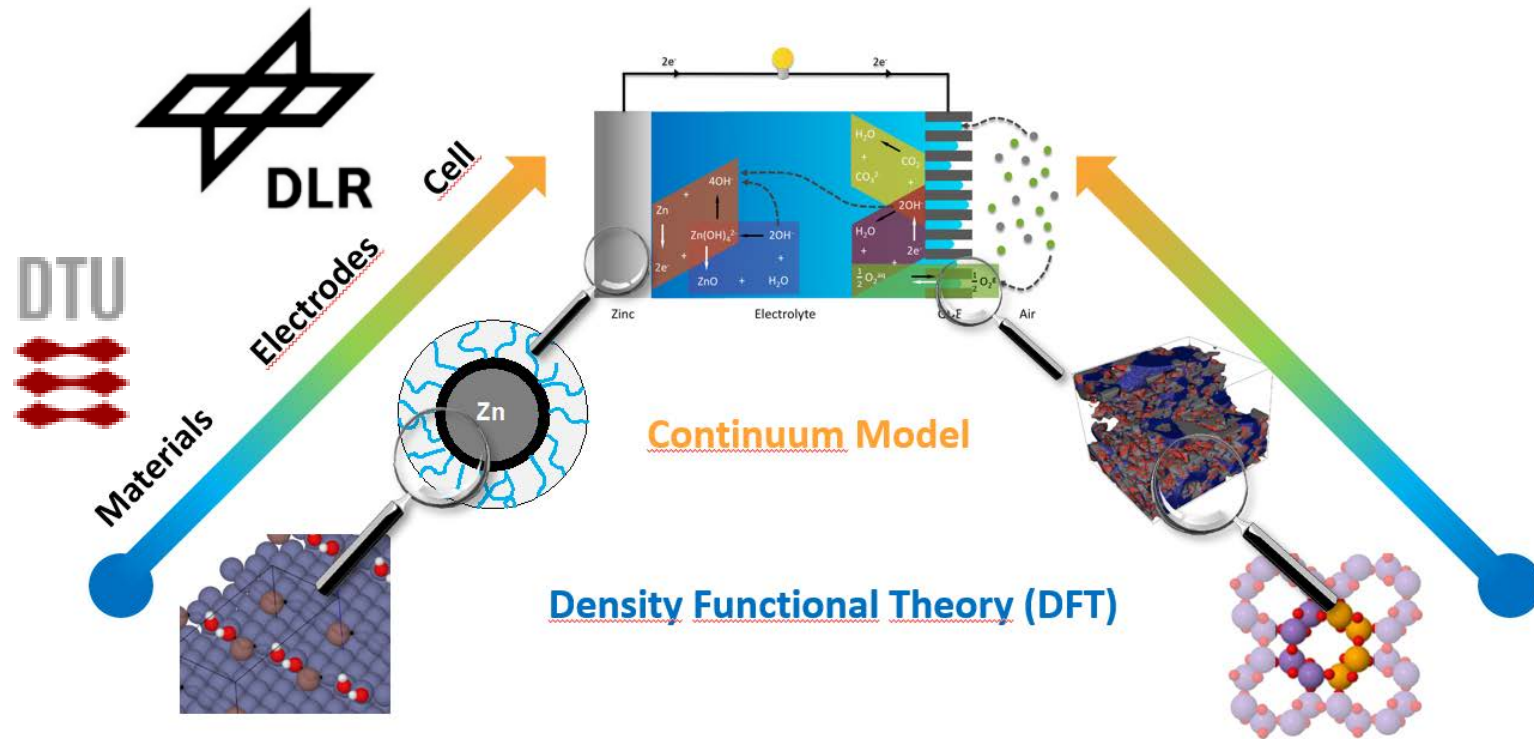 DLR
DTU
Materials
Electrodes
Cell
2e-
2e-
H₂O
+
CO₃²
CO₂
+
4OH-
+
Zn
Zn(OH)₄²-
2OH-
+
2e-
+
ZnO + H₂O
2OH-
H₂O
+
+
2e-
½ O₂aq
½ O₂g
Zinc
Electrolyte
Air
Zn
Continuum Model
Density Functional Theory (DFT)